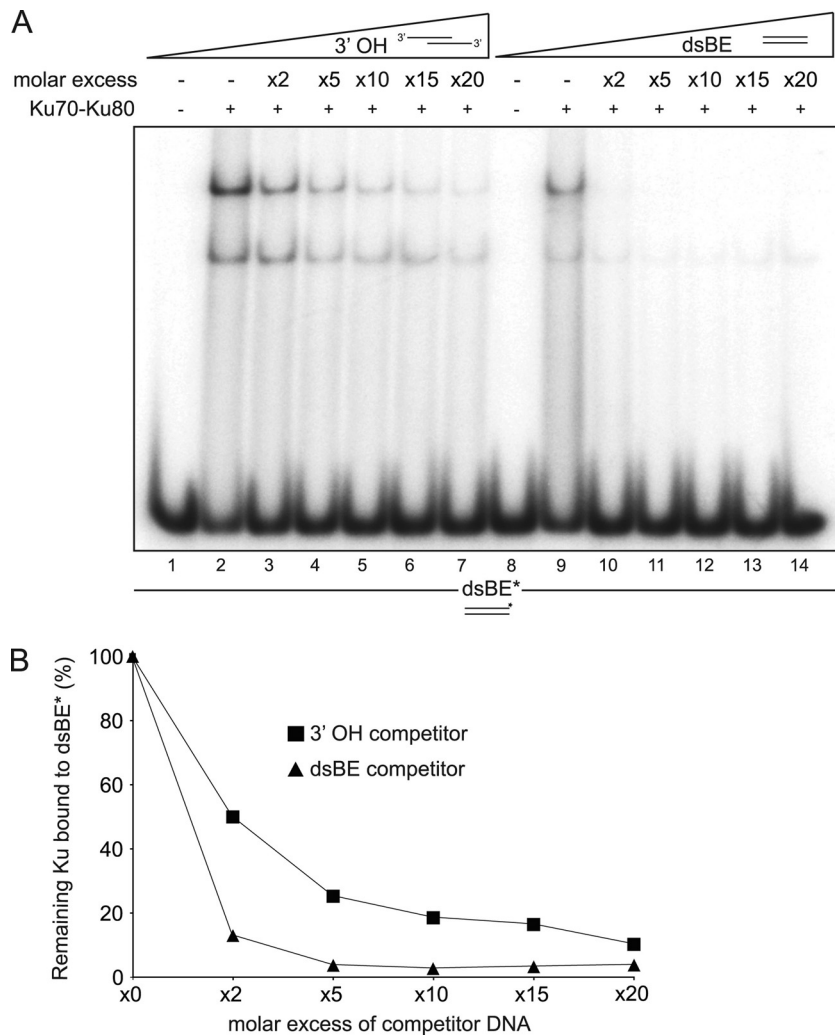 A
3' OH 3' 3' dsBE
molar excess - - x2 x5 x10 x15 x20 - - x2 x5 x10 x15 x20
Ku70-Ku80 - + + + + + + - + + + + + +
1 2 3 4 5 6 7 8 9 10 11 12 13 14
dsBE*
*
B
Remaining Ku bound to dsBE* (%)
100
80
60
40
20
0
3' OH competitor
dsBE competitor
x0 x2 x5 x10 x15 x20
molar excess of competitor DNA